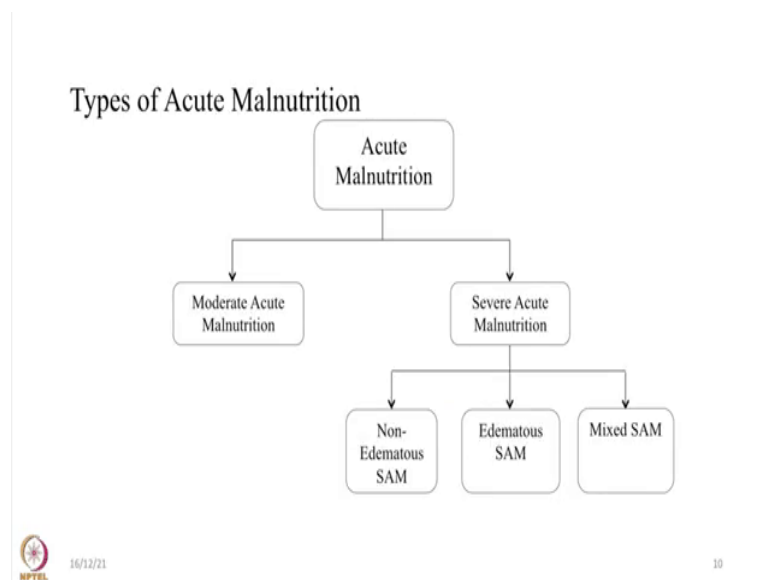 Types of Acute Malnutrition
Acute
Malnutrition
Moderate Acute
Malnutrition
Severe Acute
Malnutrition
Non-
Edematous
SAM
Edematous
SAM
Mixed SAM
NPTEL
16/12/21
10